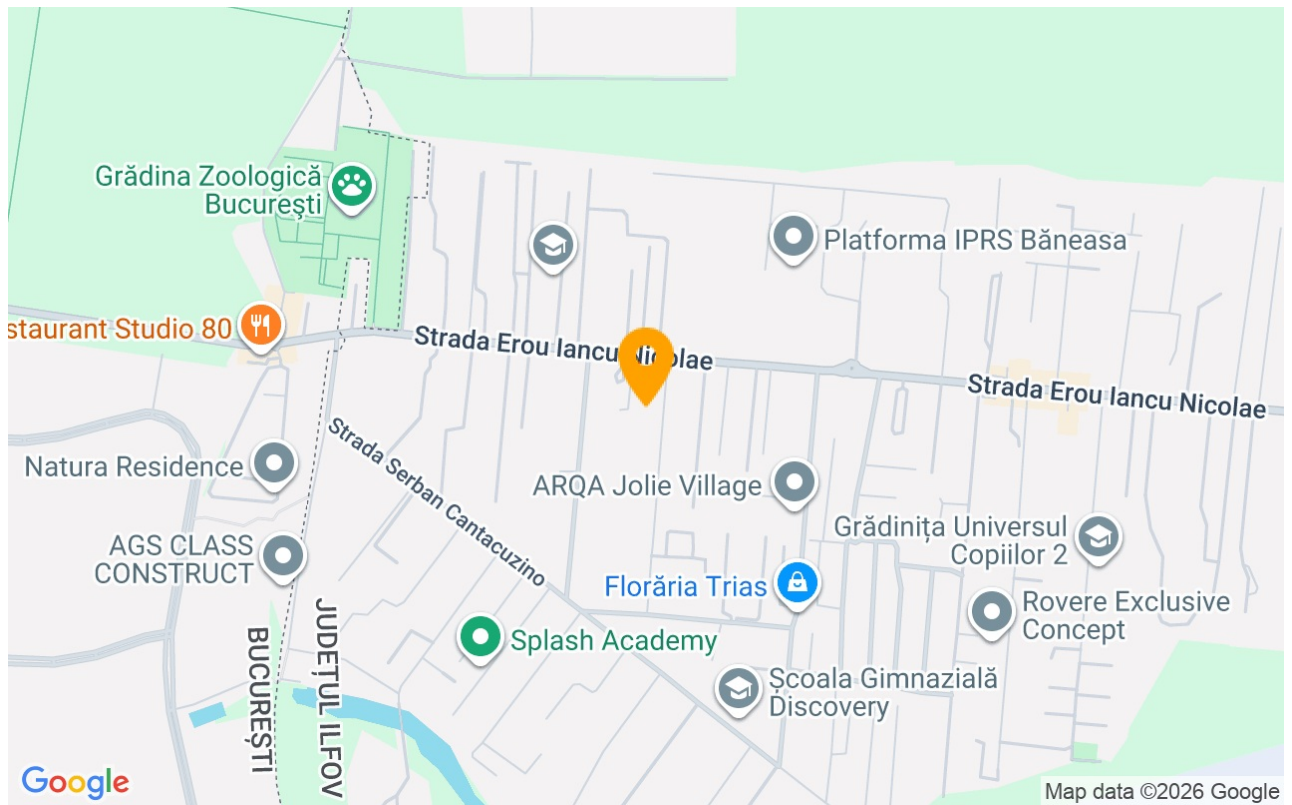 Grădina Zoologică
București
Platforma IPRS Băneasa
staurant Studio 80
Strada Erou Iancu Nicolae
Strada Erou Iancu Nicolae
Strada Serban Cantacuzino
Natura Residence
ARQA Jolie Village
Grădinița Universul
Copiilor 2
AGS CLASS
CONSTRUCT
Florăria Trias
Rovere Exclusive
Concept
JUDEȚUL ILFOV
BUCUREȘTI
Splash Academy
Școala Gimnazială
Discovery
Google
Map data ©2026 Google